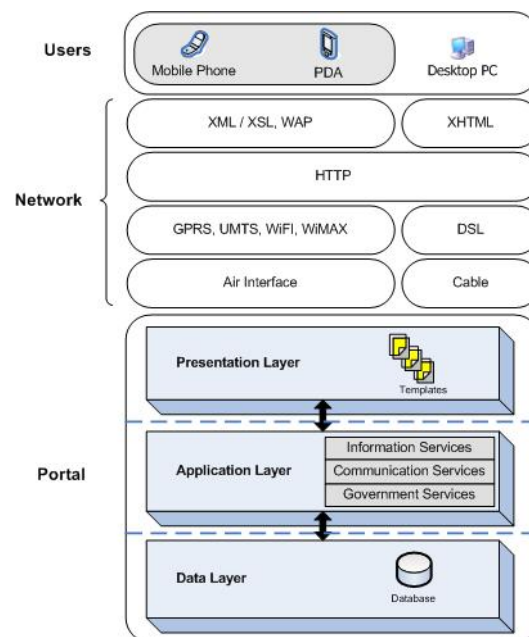 Users
Mobile Phone
PDA
Desktop PC
Network
XML / XSL, WAP
XHTML
HTTP
GPRS, UMTS, WiFI, WiMAX
DSL
Air Interface
Cable
Portal
Presentation Layer
Templates
Application Layer
Information Services
Communication Services
Government Services
Data Layer
Database